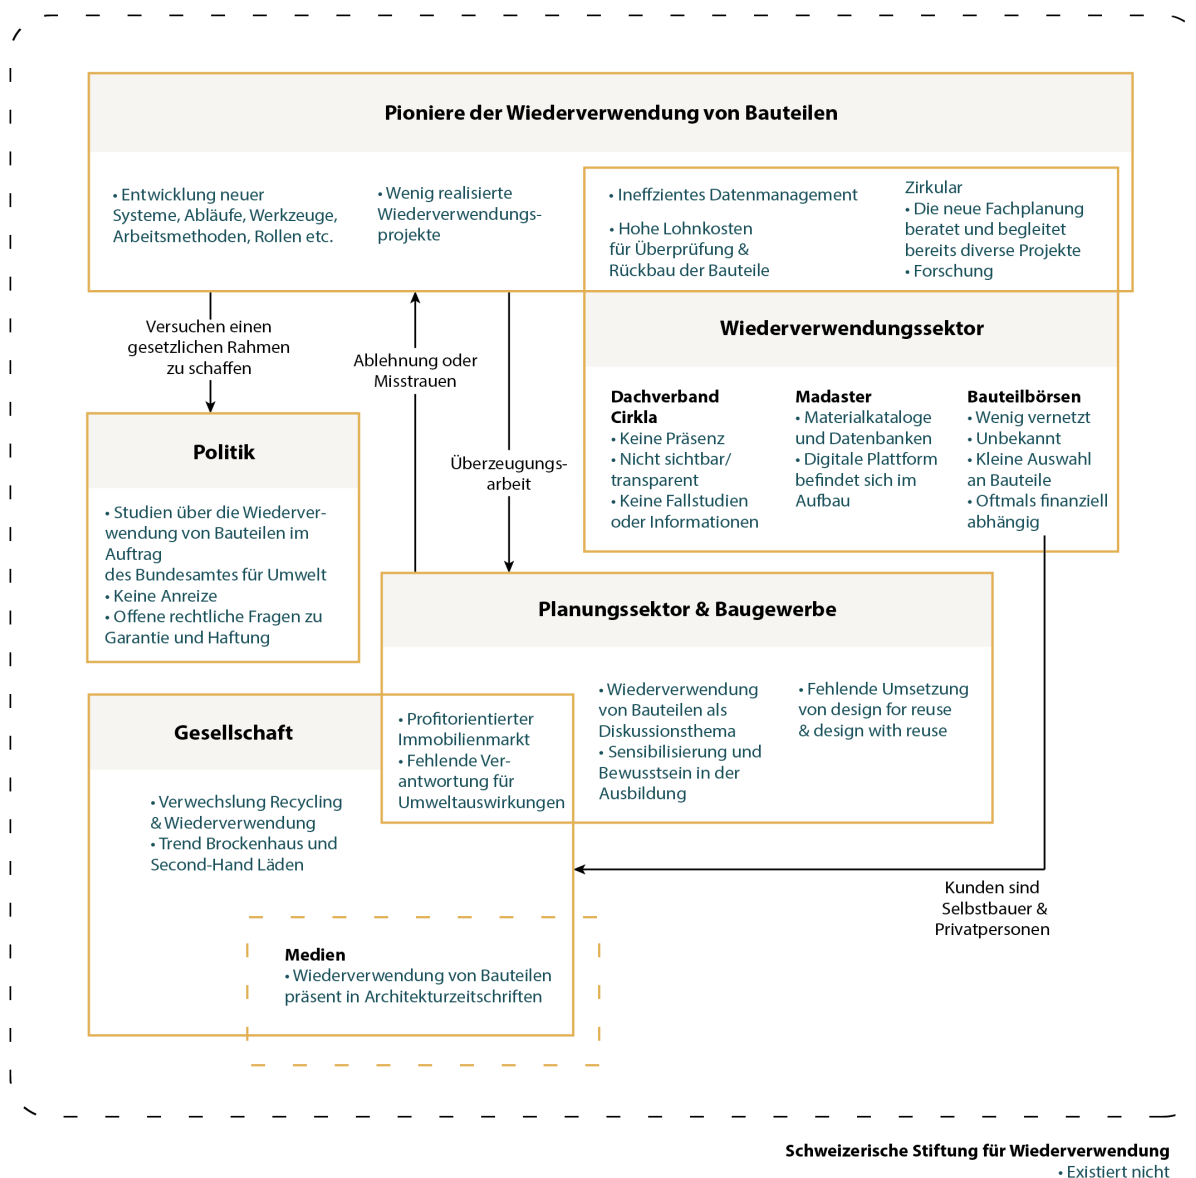 Pioniere der Wiederverwendung von Bauteilen
• Entwicklung neuer
Systeme, Abläufe, Werkzeuge,
Arbeitsmethoden, Rollen etc.
• Wenig realisierte
Wiederverwendungs-
projekte
• Ineffzientes Datenmanagement
• Hohe Lohnkosten
für Überprüfung &
Rückbau der Bauteile
Zirkular
• Die neue Fachplanung
beratet und begleitet
bereits diverse Projekte
• Forschung
Versuchen einen
gesetzlichen Rahmen
zu schaffen
Ablehnung oder
Misstrauen
Überzeugungs-
arbeit
Wiederverwendungssektor
Dachverband
Cirkla
• Keine Präsenz
• Nicht sichtbar/
transparent
• Keine Fallstudien
oder Informationen
Madaster
• Materialkataloge
und Datenbanken
• Digitale Plattform
befindet sich im
Aufbau
Bauteilbörsen
• Wenig vernetzt
• Unbekannt
• Kleine Auswahl
an Bauteile
• Oftmals finanziell
abhängig
Politik
• Studien über die Wiederver-
wendung von Bauteilen im
Auftrag
des Bundesamtes für Umwelt
• Keine Anreize
• Offene rechtliche Fragen zu
Garantie und Haftung
Planungssektor & Baugewerbe
• Profitorientierter
Immobilienmarkt
• Fehlende Ver-
antwortung für
Umweltauswirkungen
• Wiederverwendung
von Bauteilen als
Diskussionsthema
• Sensibilisierung und
Bewusstsein in der
Ausbildung
• Fehlende Umsetzung
von design for reuse
& design with reuse
Gesellschaft
• Verwechslung Recycling
& Wiederverwendung
• Trend Brockenhaus und
Second-Hand Läden
Kunden sind
Selbstbauer &
Privatpersonen
Medien
• Wiederverwendung von Bauteilen
präsent in Architekturzeitschriften
Schweizerische Stiftung für Wiederverwendung
• Existiert nicht